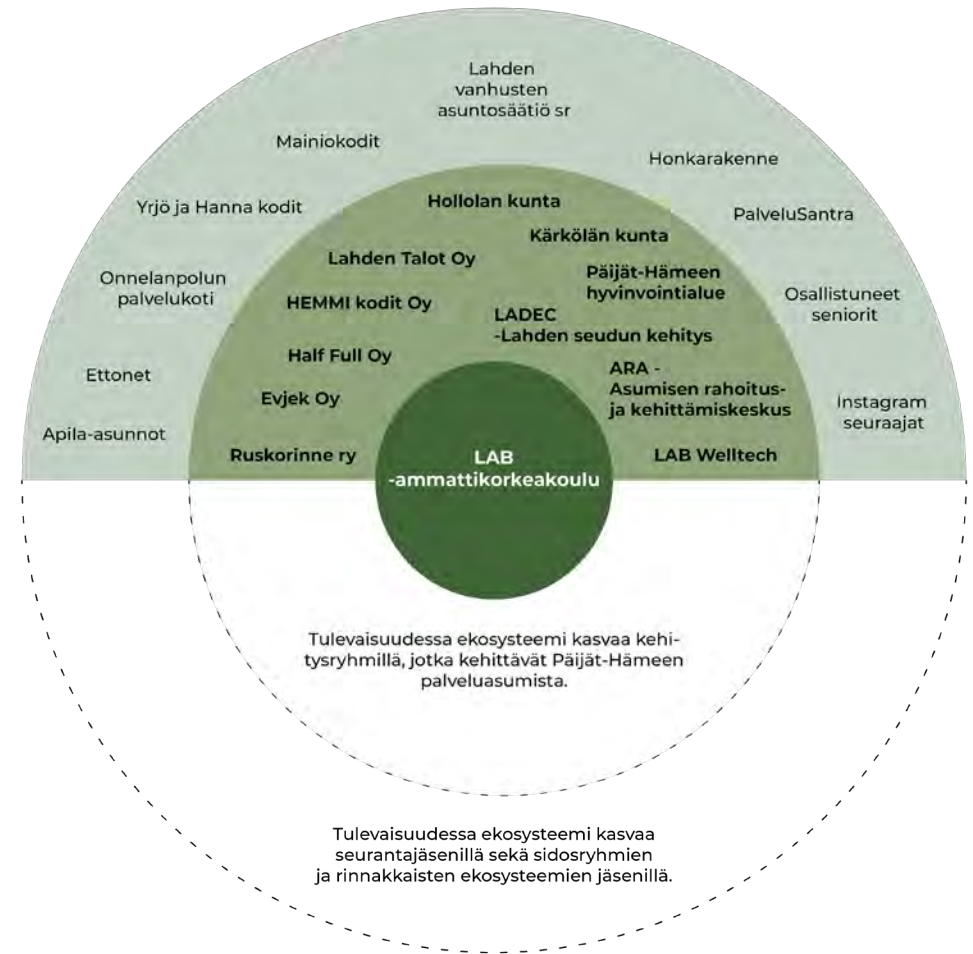 Lahden
vanhusten
asuntosäätiö sr
Mainiokodit
Honkarakenne
Yrjö ja Hanna kodit
PalveluSantra
Onnelanpolun
palvelukoti
Osallistuneet
seniorit
Ettonet
Instagram
seuraajat
Apila-asunnot
Hollolan kunta
Kärkölän kunta
Lahden Talot Oy
Päijät-Hämeen
hyvinvointialue
HEMMI kodit Oy
LADEC
-Lahden seudun kehitys
Half Full Oy
ARA -
Asumisen rahoitus-
ja kehittämiskeskus
Evjek Oy
Ruskorinne ry
LAB Welltech
LAB
-ammattikorkeakoulu
Tulevaisuudessa ekosysteemi kasvaa kehi-
tysryhmillä, jotka kehittävät Päijät-Hämeen
palveluasumista.
Tulevaisuudessa ekosysteemi kasvaa
seurantajäsenillä sekä sidosryhmien
ja rinnakkaisten ekosysteemien jäsenillä.